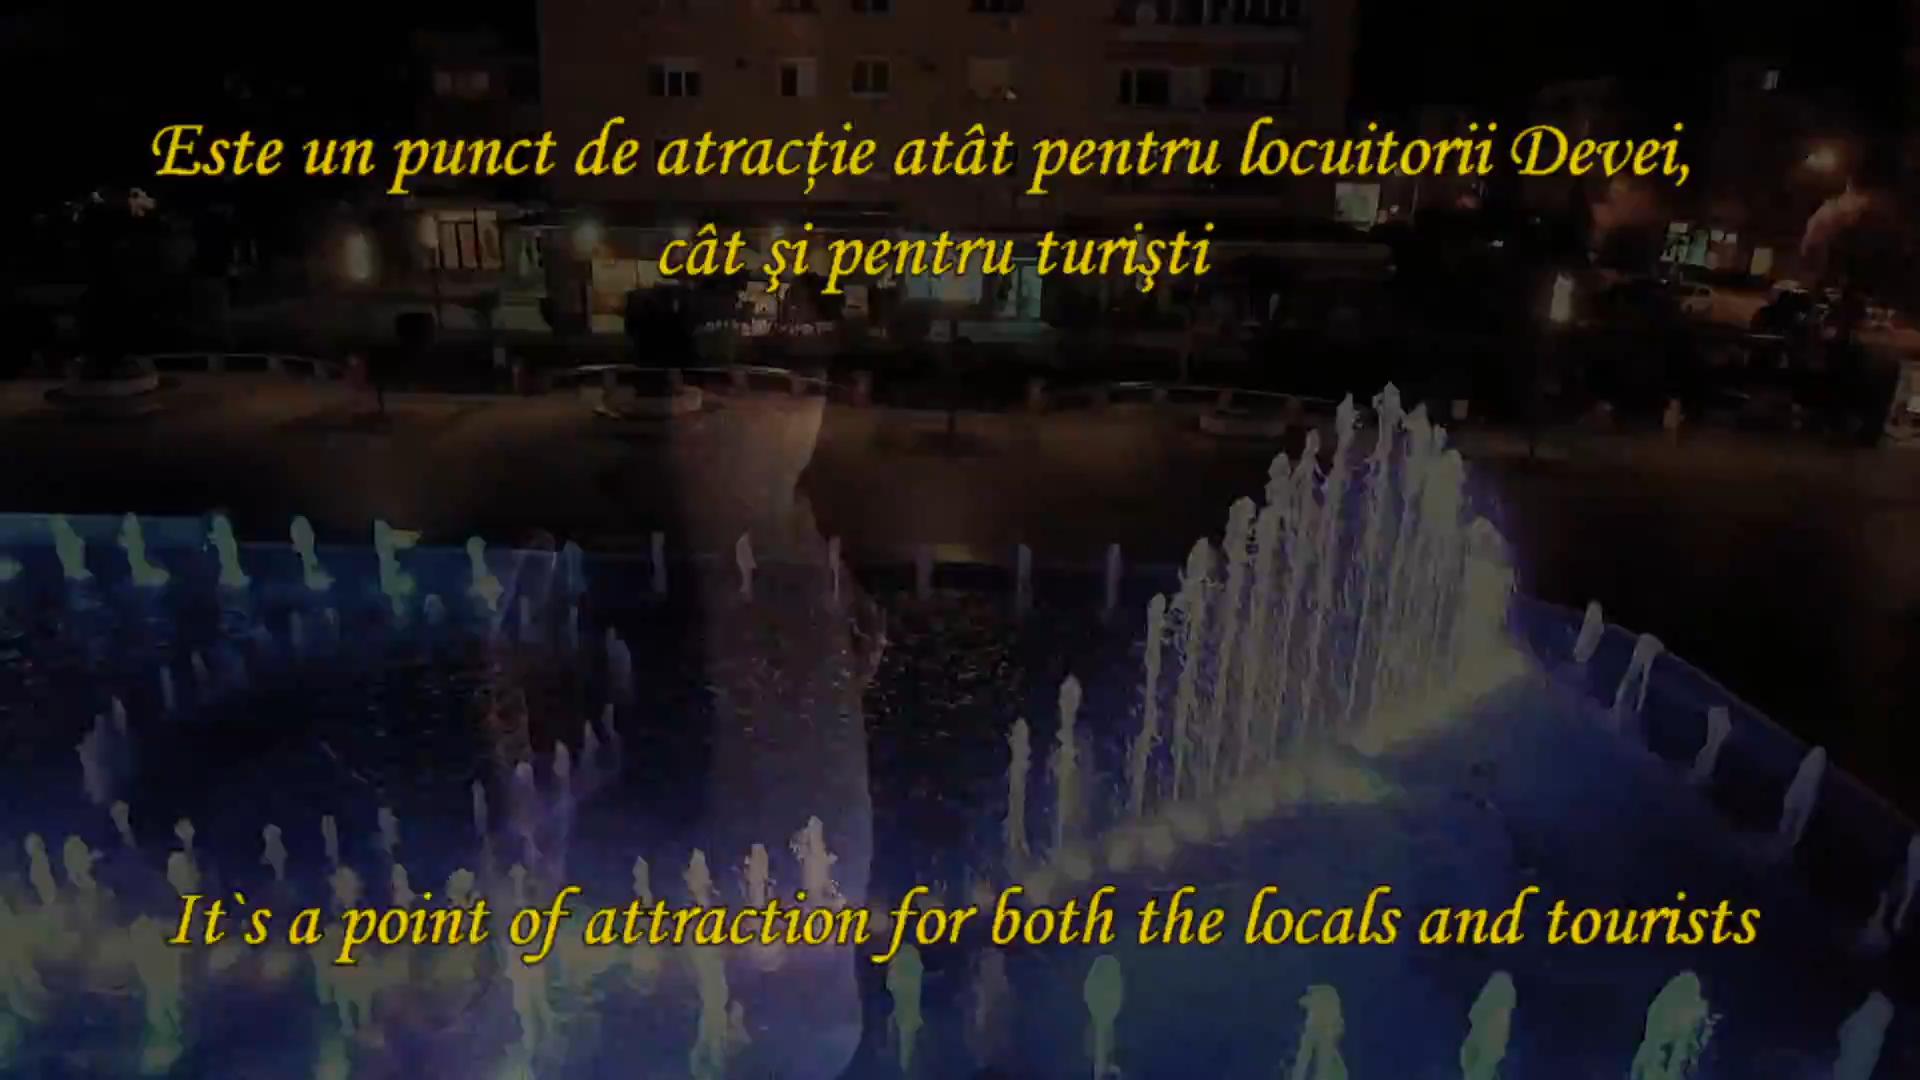 Este un punct de atracție atât pentru locuitorii Devei,
cât şi pentru turişti
It`s a point of attraction for both the locals and tourists